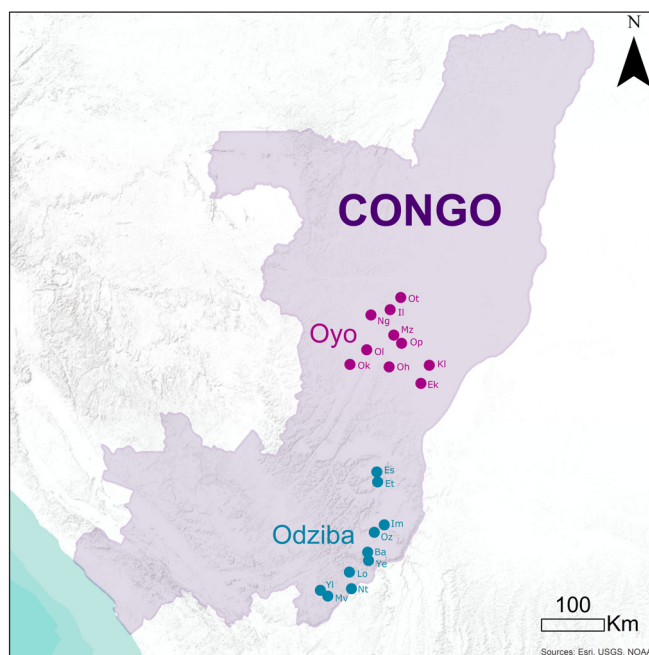 N
CONGO
Ot
Il
Ng
Mz
Oyo
Op
Ol
Ok
Oh
Kl
Ek
Es
Et
Im
Odziba
Oz
Ba
Ye
Lo
Yl
Nt
Mv
100
Km
Sources: Esri, USGS, NOAA